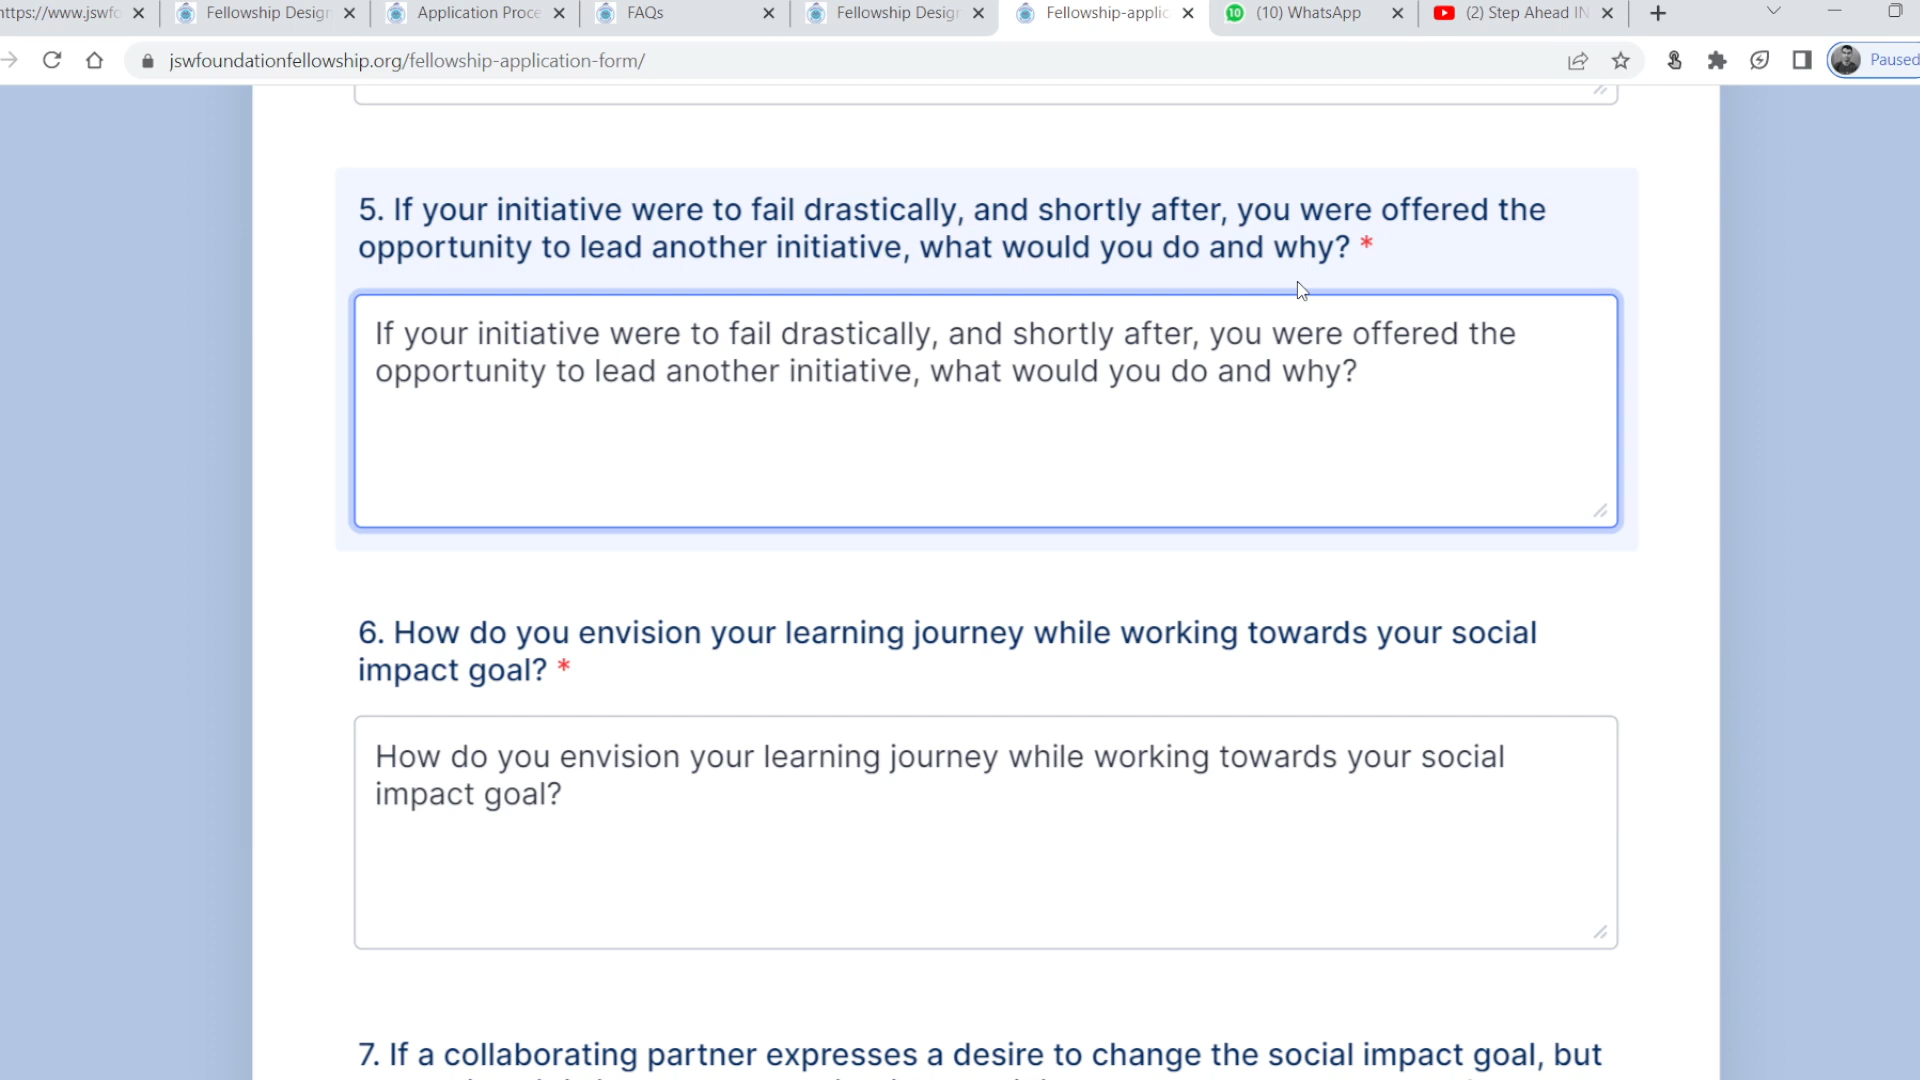 https://www.jswfo
Fellowship Design
Application Proce
FAQs
Fellowship Design
Fellowship-applic
10
(10) WhatsApp
(2) Step Ahead IN
jswfoundationfellowship.org/fellowship-application-form/
Paused
5. If your initiative were to fail drastically, and shortly after, you were offered the
opportunity to lead another initiative, what would you do and why? *
If your initiative were to fail drastically, and shortly after, you were offered the
opportunity to lead another initiative, what would you do and why?
6. How do you envision your learning journey while working towards your social
impact goal? *
How do you envision your learning journey while working towards your social
impact goal?
7. If a collaborating partner expresses a desire to change the social impact goal, but